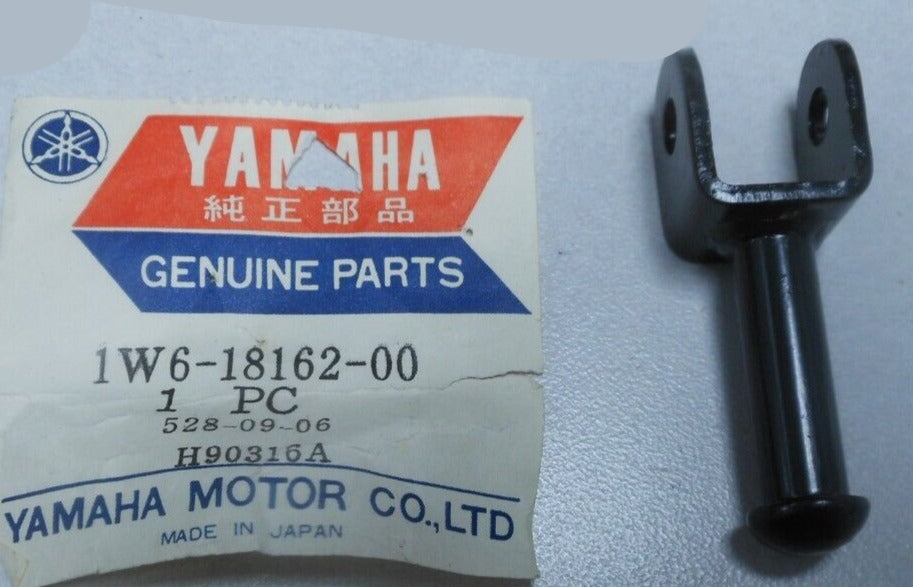 YAMAHA
純正部品
GENUINE PARTS
1W6-18162-00
1 PC
528-09-06
H90316A
YAMAHA MOTOR CO.,LTD
MADE IN JAPAN